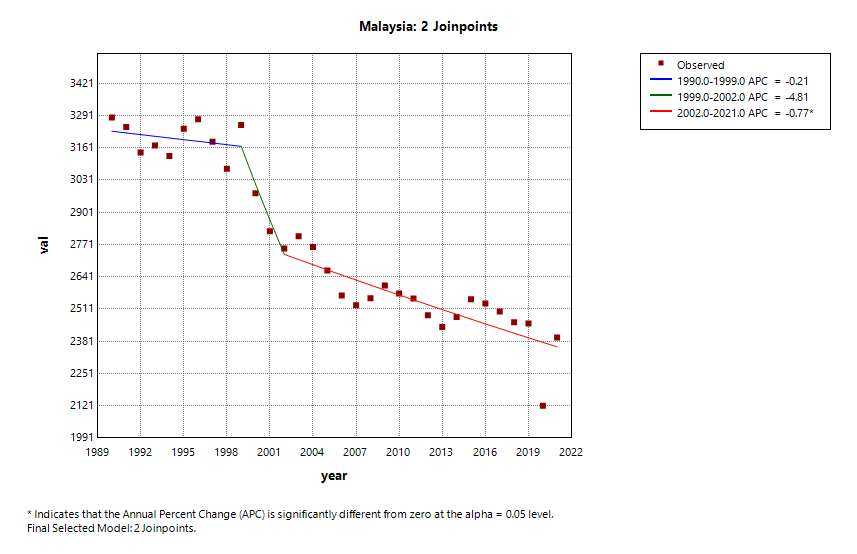 Malaysia: 2 Joinpoints
Observed
1990.0-1999.0 APC = -0.21
1999.0-2002.0 APC = -4.81
2002.0-2021.0 APC = -0.77*
val
3421
3291
3161
3031
2901
2771
2641
2511
2381
2251
2121
1991
1989 1992 1995 1998 2001 2004 2007 2010 2013 2016 2019 2022
year
* Indicates that the Annual Percent Change (APC) is significantly different from zero at the alpha = 0.05 level.
Final Selected Model: 2 Joinpoints.